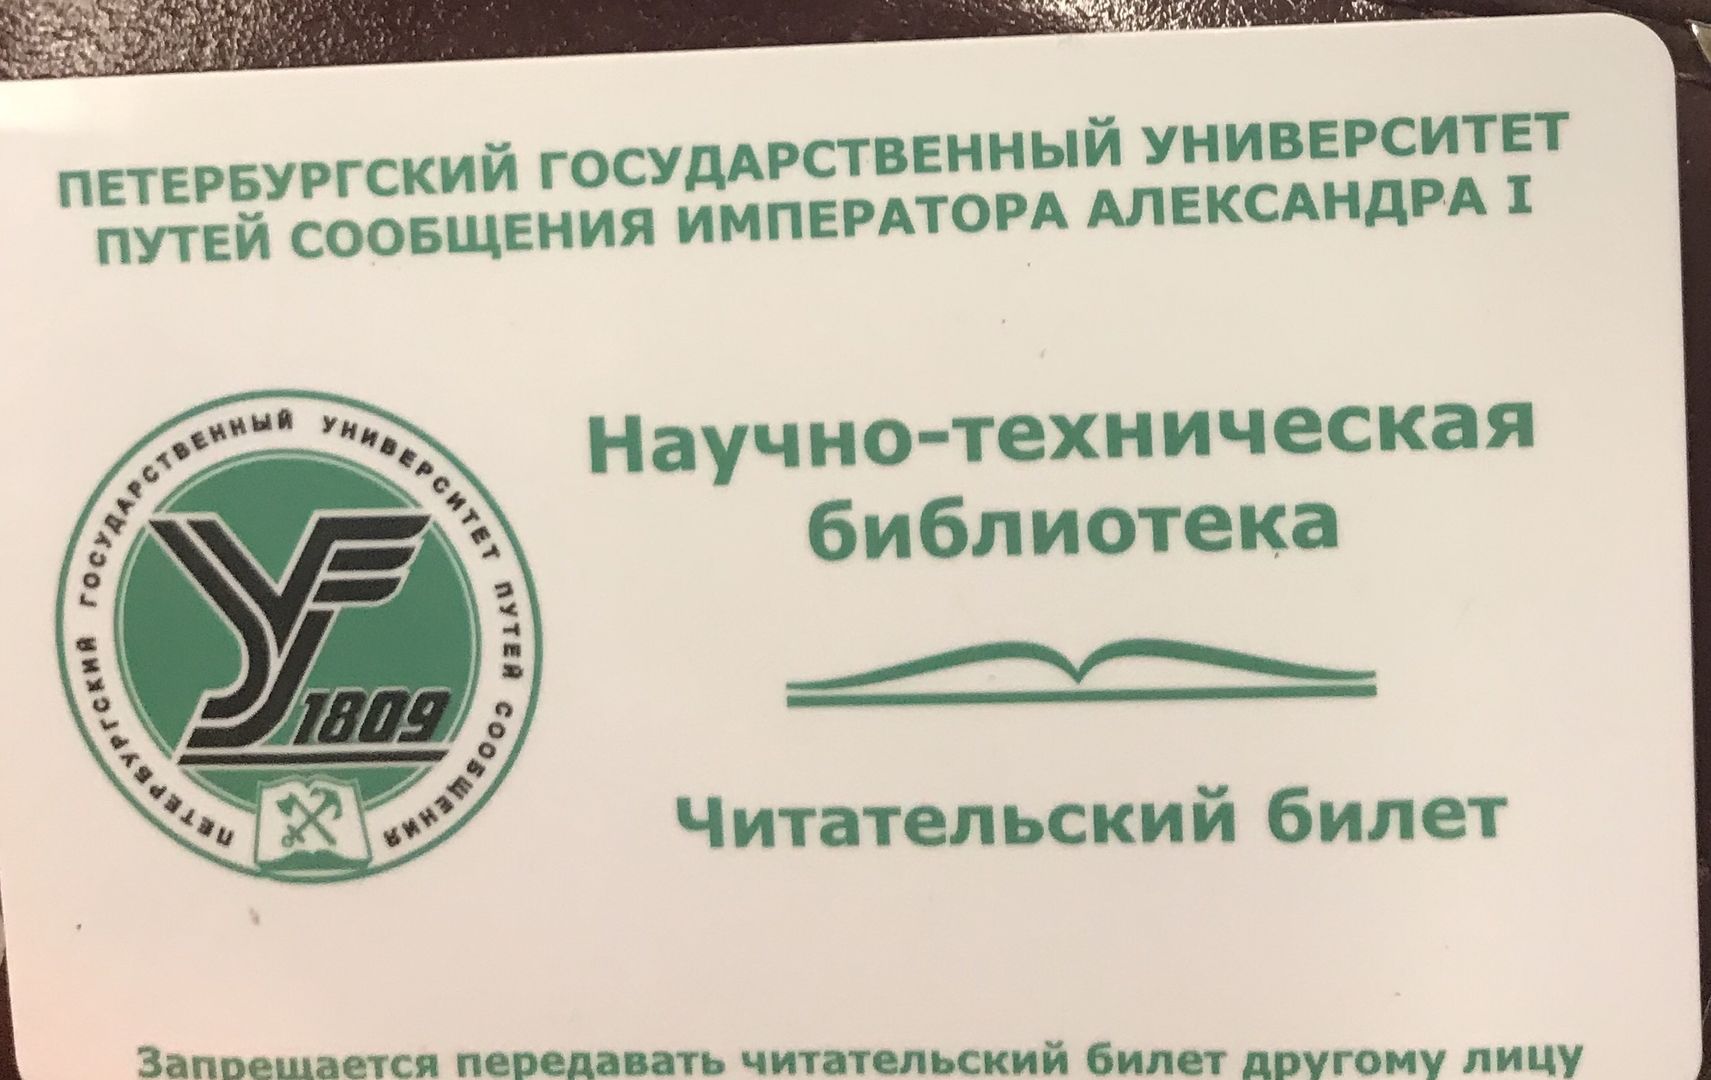 ПЕТЕРБУРГСКИЙ ГОСУДАРСТВЕННЫЙ УНИВЕРСИТЕТ
ПУТЕЙ СООБЩЕНИЯ ИМПЕРАТОРА АЛЕКСАНДРА I
ПЕТЕРБУРГСКИЙ ГОСУДАРСТВЕННЫЙ УНИВЕРСИТЕТ ПУТЕЙ СООБЩЕНИЯ
1809
Научно-техническая
библиотека
Читательский билет
Запрещается передавать читательский билет другому лицу